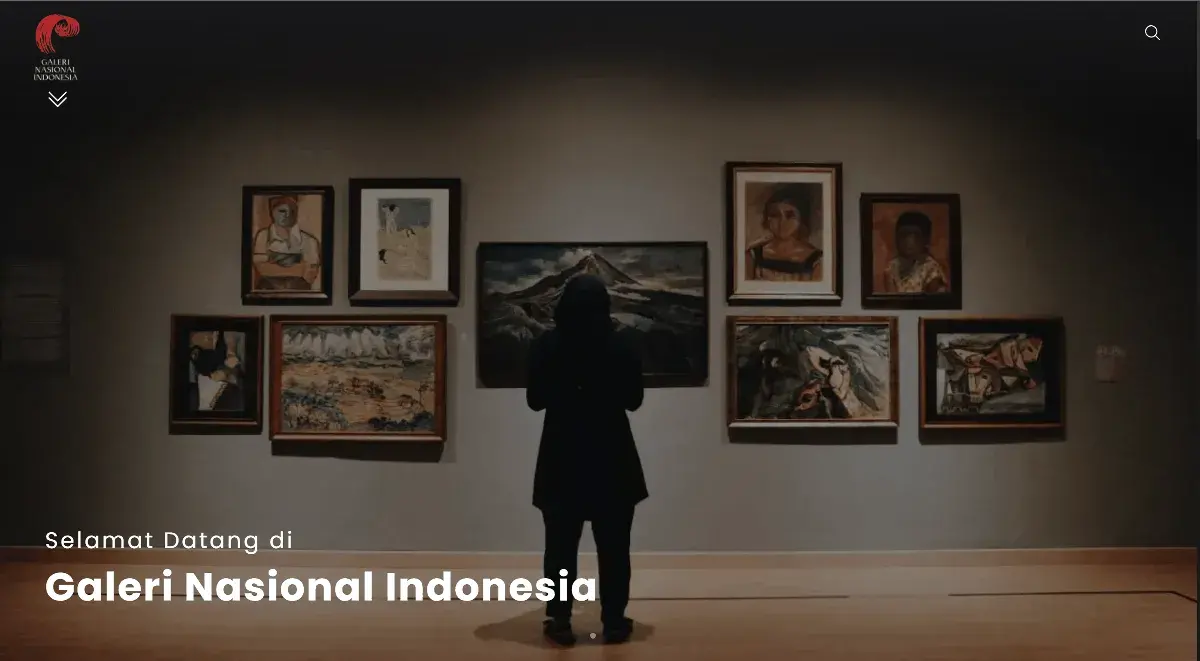 GALERI
NASIONAL
INDONESIA
Selamat Datang di
Galeri Nasional Indonesia